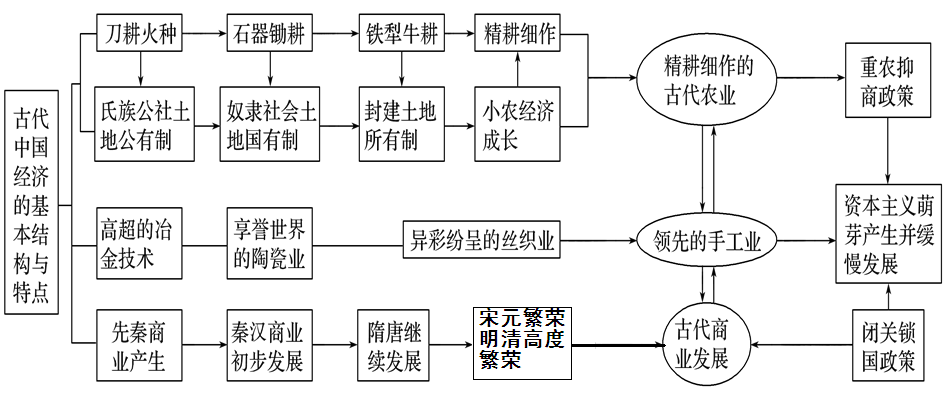 古代
中国
经济
的基
本结
构与
特点
刀耕火种
石器锄耕
铁犁牛耕
精耕细作
氏族公社土
地公有制
奴隶社会土
地国有制
封建土地
所有制
小农经济
成长
精耕细作的
古代农业
重农抑
商政策
高超的冶
金技术
享誉世界
的陶瓷业
异彩纷呈的丝织业
领先的手工业
资本主义萌
芽产生并缓
慢发展
先秦商
业产生
秦汉商业
初步发展
隋唐继
续发展
宋元繁荣
明清高度
繁荣
古代商
业发展
闭关锁
国政策